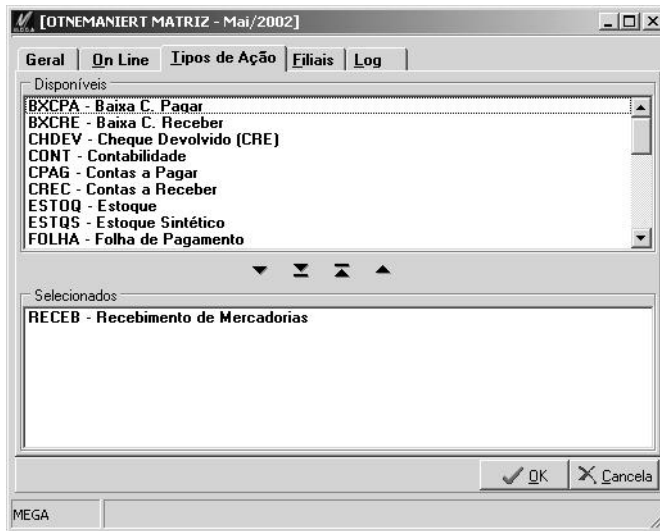 [OTNEMANIERT MATRIZ - Mai/2002]
Geral On Line Tipos de Ação Filiais Log
Disponíveis
BXCPA - Baixa C. Pagar
BXCRE - Baixa C. Receber
CHDEV - Cheque Devolvido (CRE)
CONT - Contabilidade
CPAG - Contas a Pagar
CREC - Contas a Receber
ESTOQ - Estoque
ESTQS - Estoque Sintético
FOLHA - Folha de Pagamento
Selecionados
RECEB - Recebimento de Mercadorias
OK Cancela
MEGA